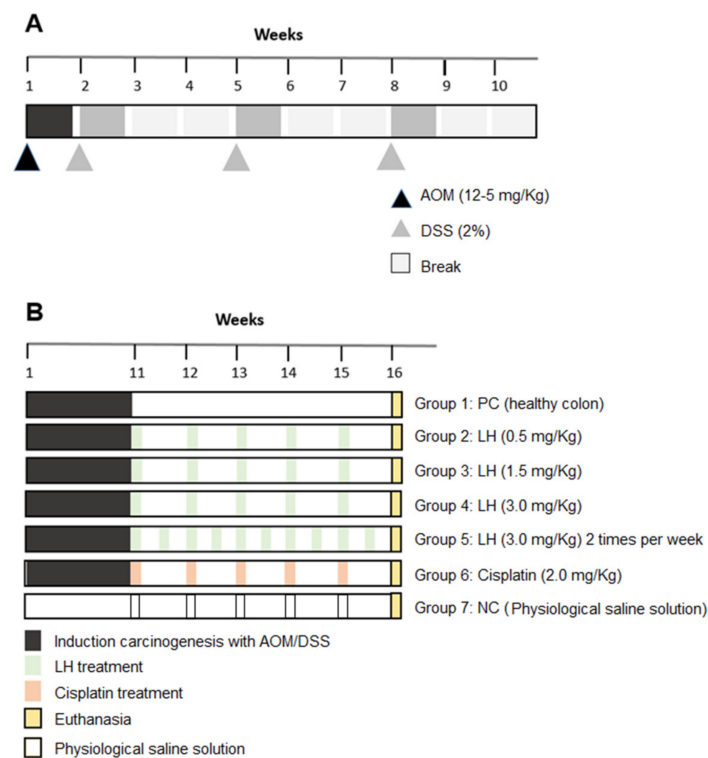 A
Weeks
1 2 3 4 5 6 7 8 9 10
AOM (12-5 mg/Kg)
DSS (2%)
Break
B
Weeks
1 11 12 13 14 15 16
Group 1: PC (healthy colon)
Group 2: LH (0.5 mg/Kg)
Group 3: LH (1.5 mg/Kg)
Group 4: LH (3.0 mg/Kg)
Group 5: LH (3.0 mg/Kg) 2 times per week
Group 6: Cisplatin (2.0 mg/Kg)
Group 7: NC (Physiological saline solution)
Induction carcinogenesis with AOM/DSS
LH treatment
Cisplatin treatment
Euthanasia
Physiological saline solution